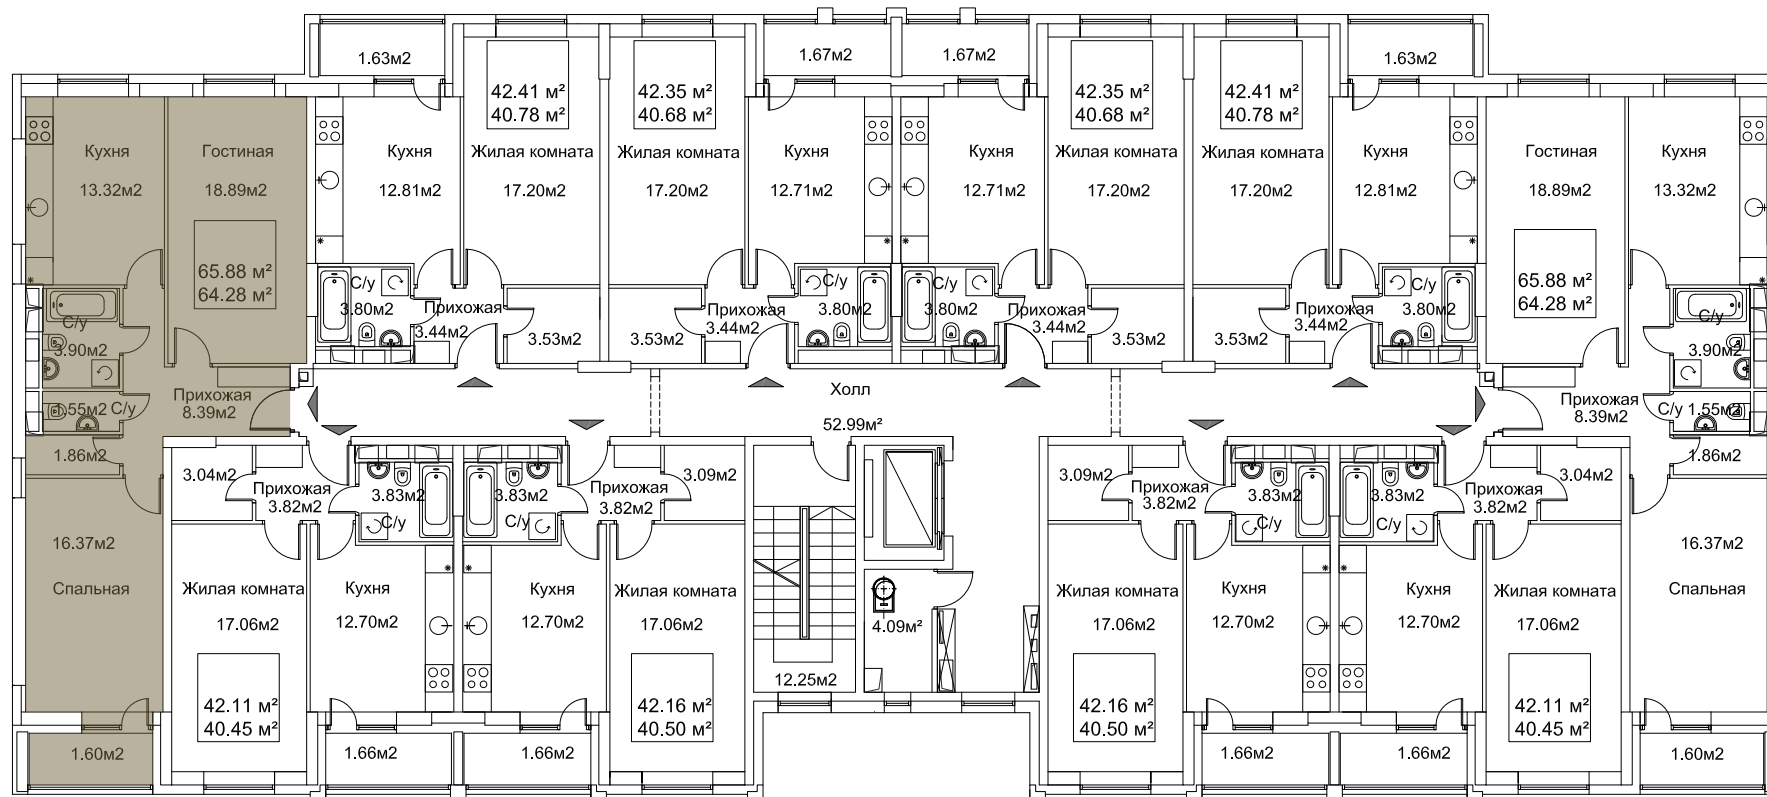 1.63м2
1.67м2
1.67м2
1.63м2
42.41 м²
40.78 м²
42.35 м²
40.68 м²
42.35 м²
40.68 м²
42.41 м²
40.78 м²
Кухня
13.32м2
Гостиная
18.89м2
Кухня
12.81м2
Жилая комната
17.20м2
Жилая комната
17.20м2
Кухня
12.71м2
Кухня
12.71м2
Жилая комната
17.20м2
Жилая комната
17.20м2
Кухня
12.81м2
Гостиная
18.89м2
Кухня
13.32м2
65.88 м²
64.28 м²
65.88 м²
64.28 м²
С/у
3.90м2
С/у
3.80м2
Прихожая
3.44м2
3.53м2
3.53м2
Прихожая
3.44м2
С/у
3.80м2
С/у
3.80м2
Прихожая
3.44м2
3.53м2
3.53м2
Прихожая
3.44м2
С/у
3.80м2
С/у
3.90м2
1.55м2 С/у
Прихожая
8.39м2
Холл
52.99м²
Прихожая
8.39м2
С/у 1.55м2
1.86м2
1.86м2
3.04м2
Прихожая
3.82м2
3.83м2
С/у
3.83м2
С/у
Прихожая
3.82м2
3.09м2
3.09м2
Прихожая
3.82м2
3.83м2
С/у
3.83м2
С/у
Прихожая
3.82м2
3.04м2
16.37м2
Спальная
Жилая комната
17.06м2
Кухня
12.70м2
Кухня
12.70м2
Жилая комната
17.06м2
4.09м²
12.25м2
Жилая комната
17.06м2
Кухня
12.70м2
Кухня
12.70м2
Жилая комната
17.06м2
16.37м2
Спальная
42.11 м²
40.45 м²
42.16 м²
40.50 м²
42.16 м²
40.50 м²
42.11 м²
40.45 м²
1.60м2
1.66м2
1.66м2
1.66м2
1.66м2
1.60м2